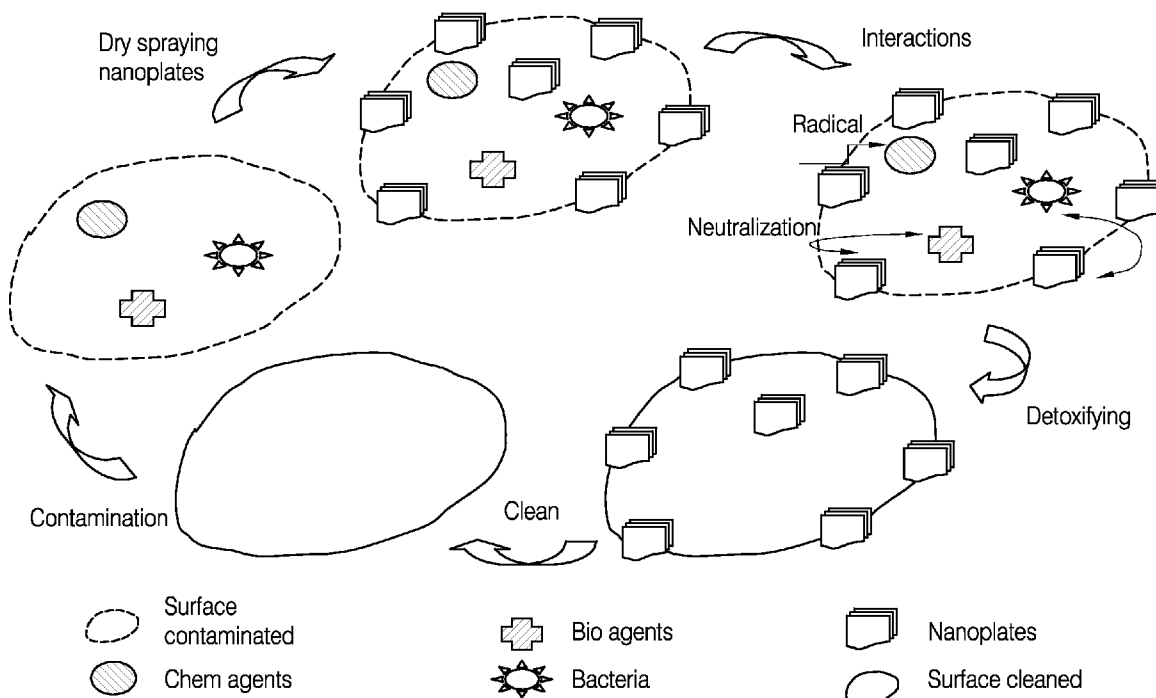 Dry spraying
nanoplates
Interactions
Radical
Neutralization
Detoxifying
Clean
Contamination
Surface
contaminated
Bio agents
Nanoplates
Chem agents
Bacteria
Surface cleaned